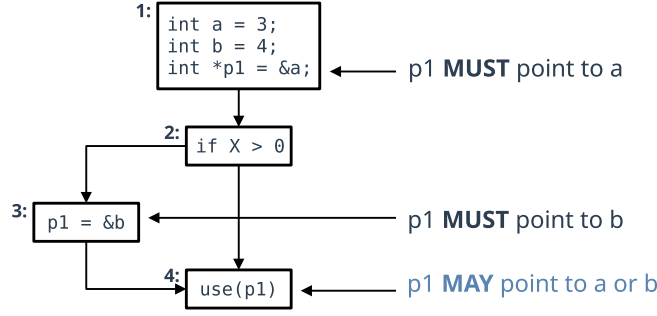 1:
int a = 3;
int b = 4;
int *p1 = &a;
p1 MUST point to a
2:
if X > 0
3:
p1 = &b
p1 MUST point to b
4:
use(p1)
p1 MAY point to a or b